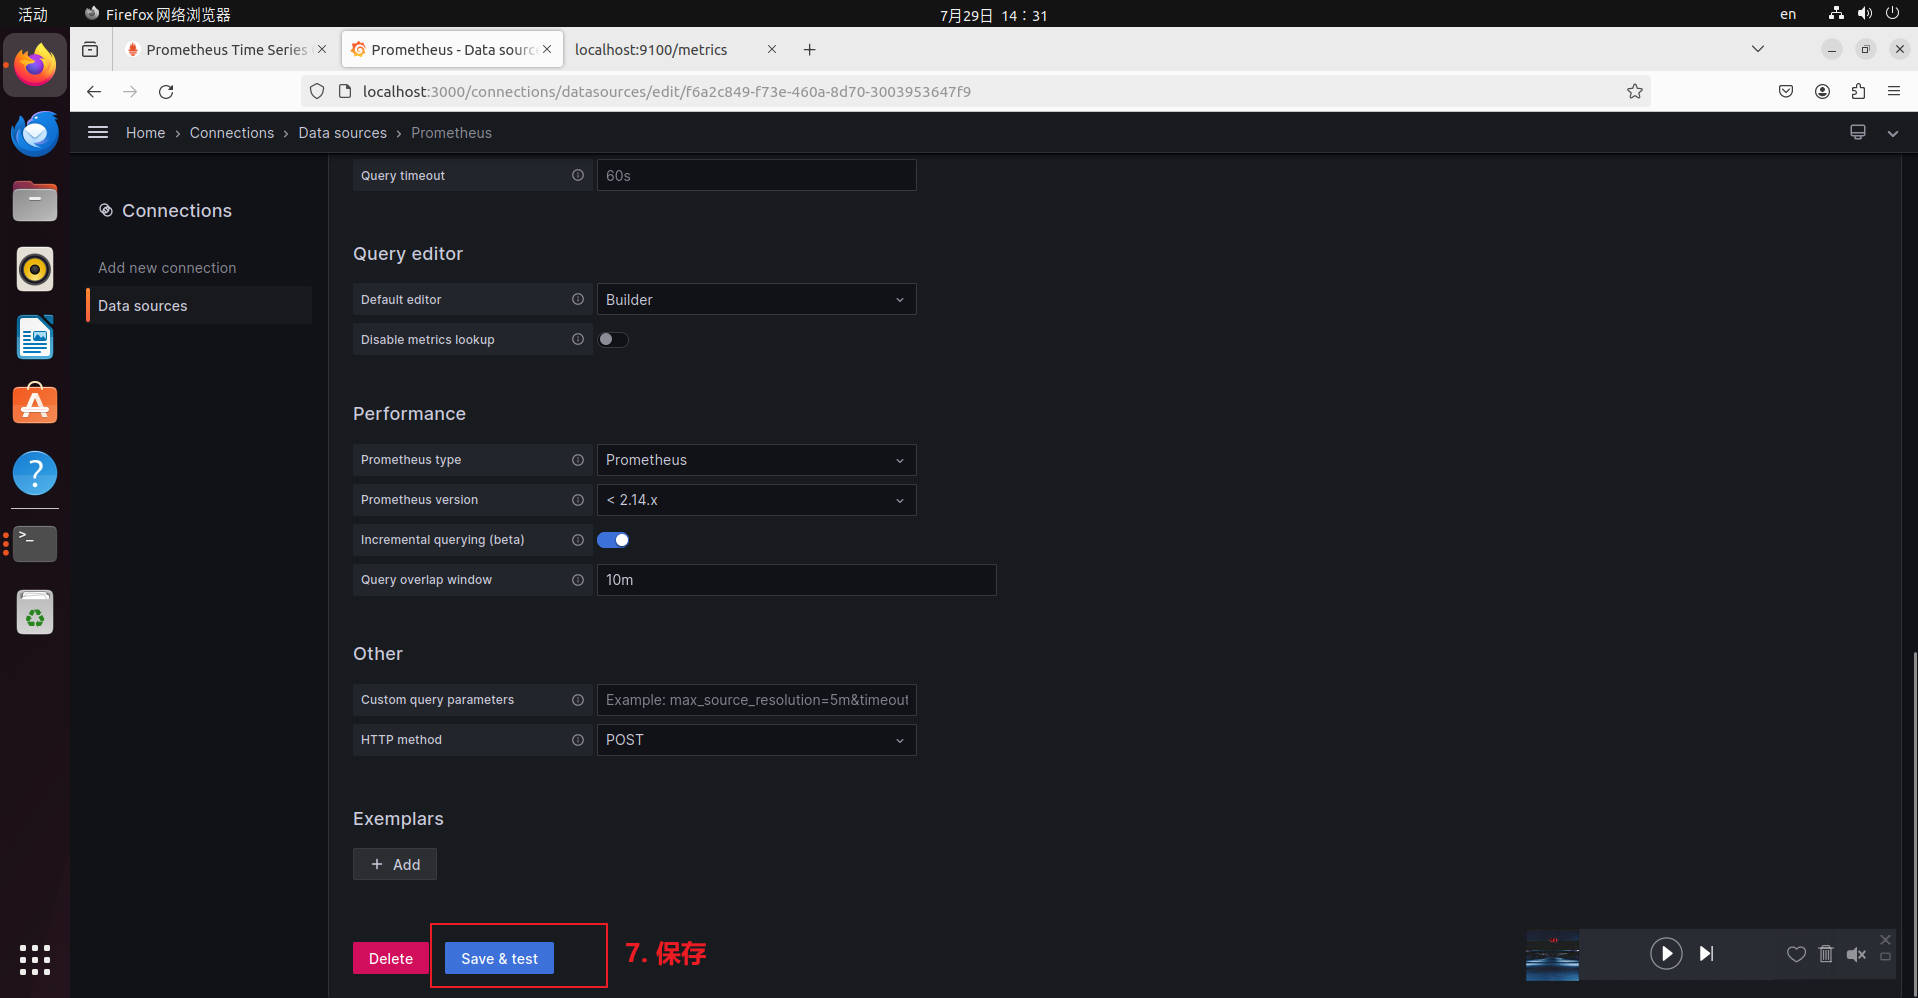 活动
Firefox 网络浏览器
7月29日 14：31
en
Prometheus Time Series
Prometheus - Data sourc
localhost:9100/metrics
localhost:3000/connections/datasources/edit/f6a2c849-f73e-460a-8d70-3003953647f9
Home › Connections › Data sources › Prometheus
Connections
Add new connection
Data sources
Query timeout
60s
Query editor
Default editor
Builder
Disable metrics lookup
Performance
Prometheus type
Prometheus
Prometheus version
< 2.14.x
Incremental querying (beta)
Query overlap window
10m
Other
Custom query parameters
Example: max_source_resolution=5m&timeout
HTTP method
POST
Exemplars
+ Add
Delete
Save & test
7. 保存